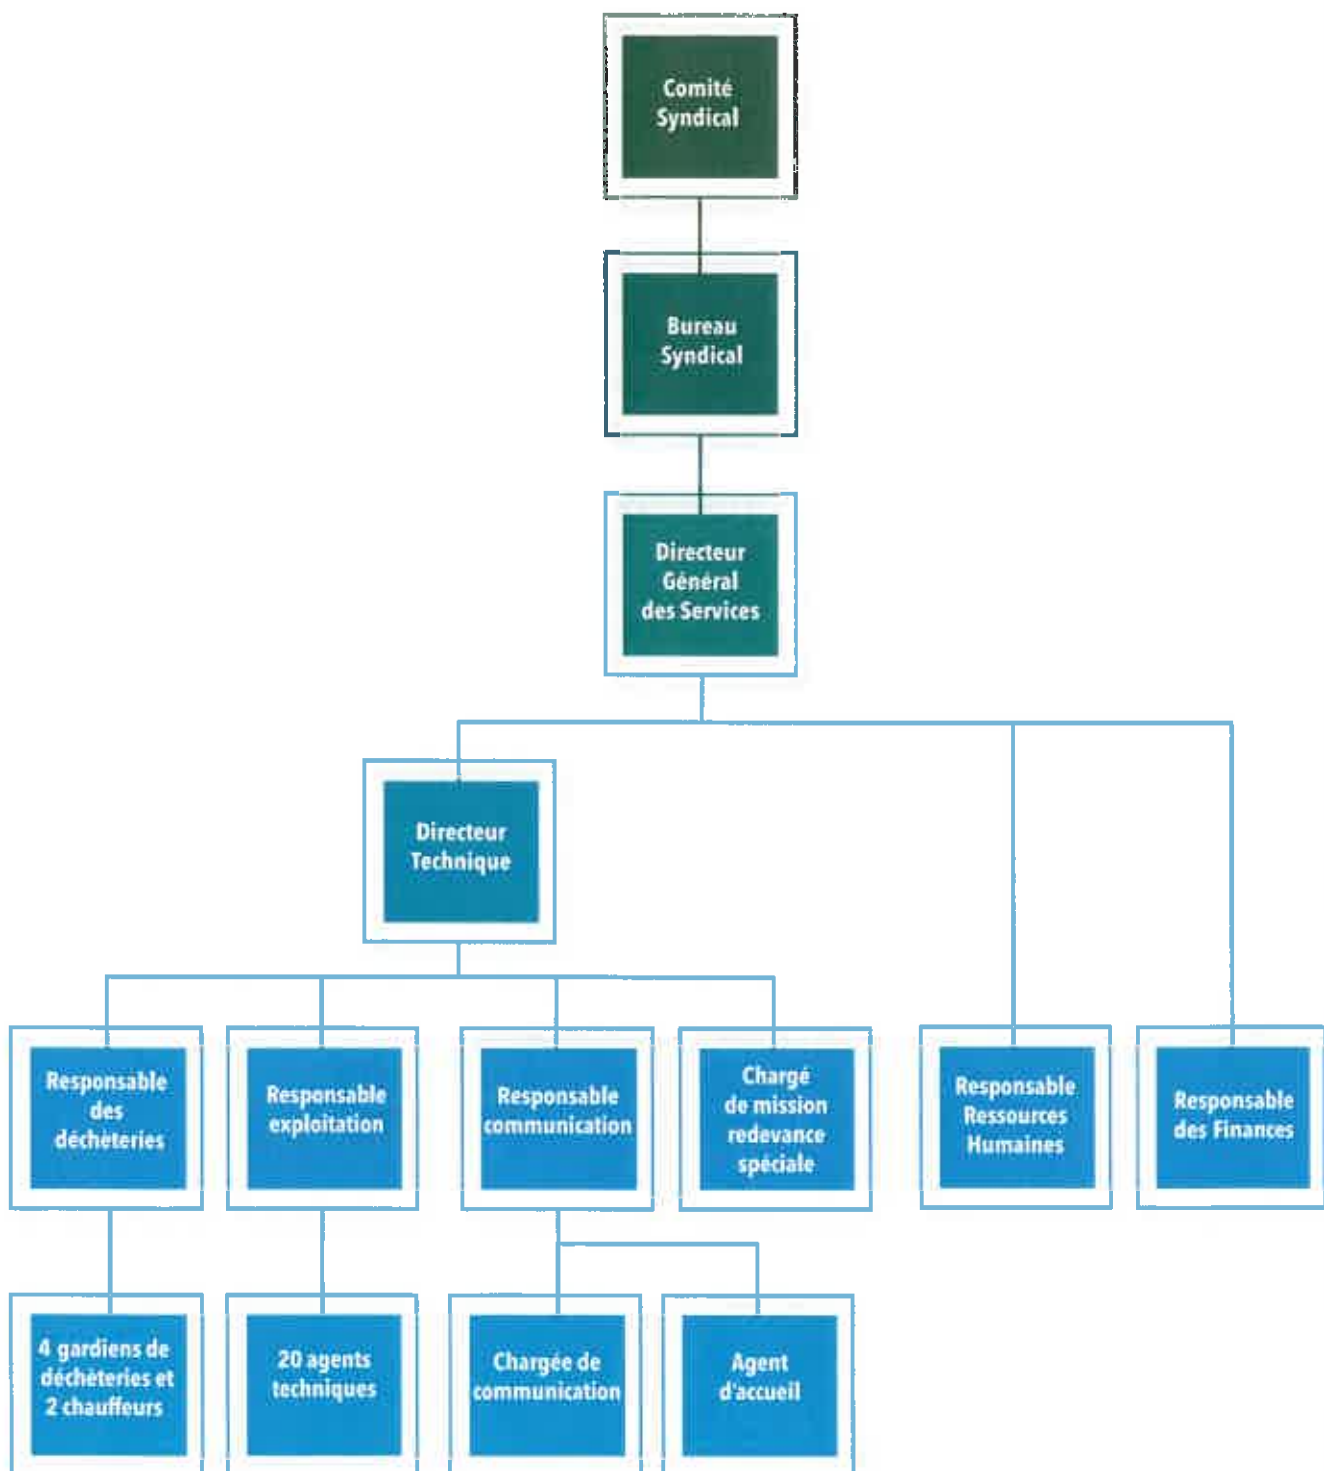 Comité
Syndical
Bureau
Syndical
Directeur
Général
des Services
Directeur
Technique
Responsable
des
déchèteries
Responsable
exploitation
Responsable
communication
Chargé
de mission
redevance
spéciale
Responsable
Ressources
Humaines
Responsable
des Finances
4 gardiens de
déchèteries et
2 chauffeurs
20 agents
techniques
Chargée de
communication
Agent
d'accueil